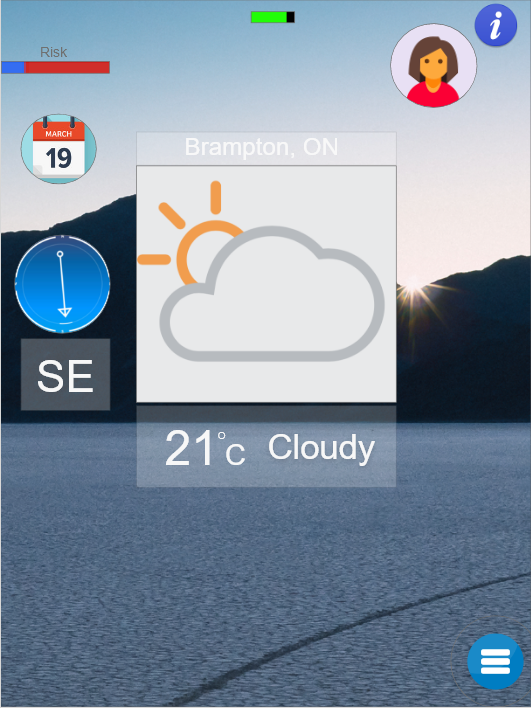 Risk
i
MARCH
19
Brampton, ON
SE
21°C Cloudy